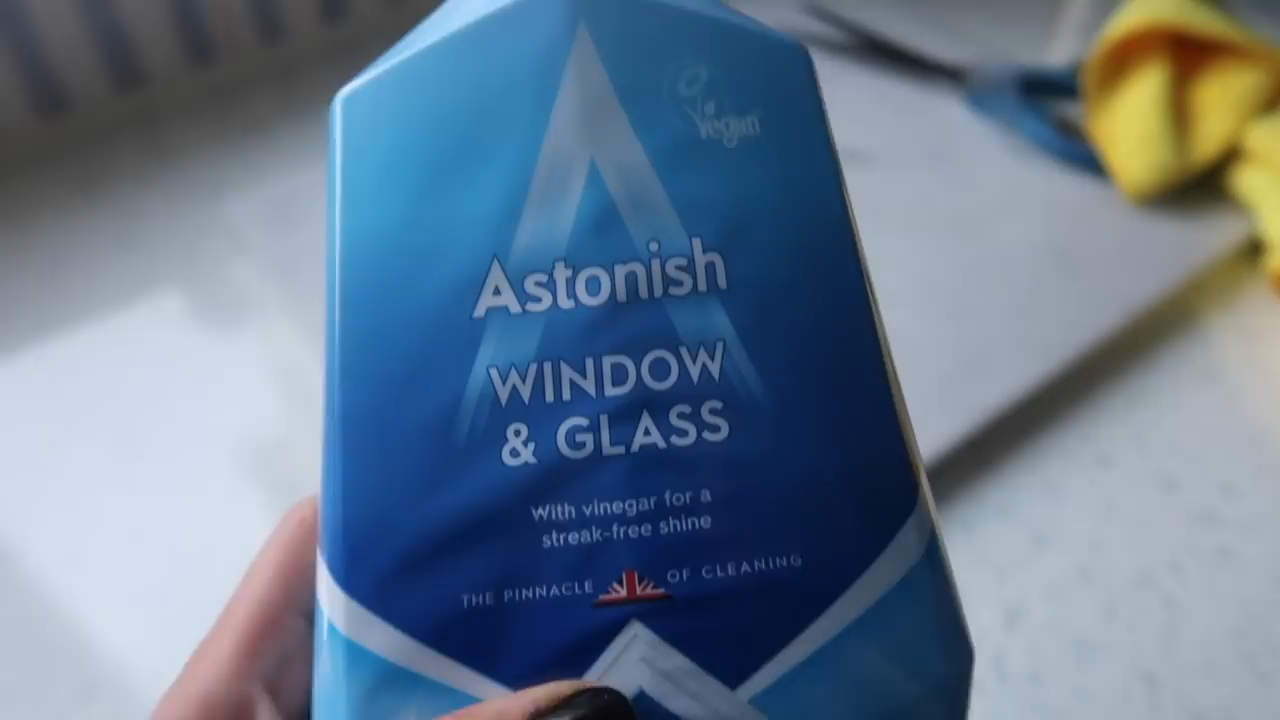 Vegan
Astonish
WINDOW
& GLASS
With vinegar for a
streak-free shine
THE PINNACLE OF CLEANING